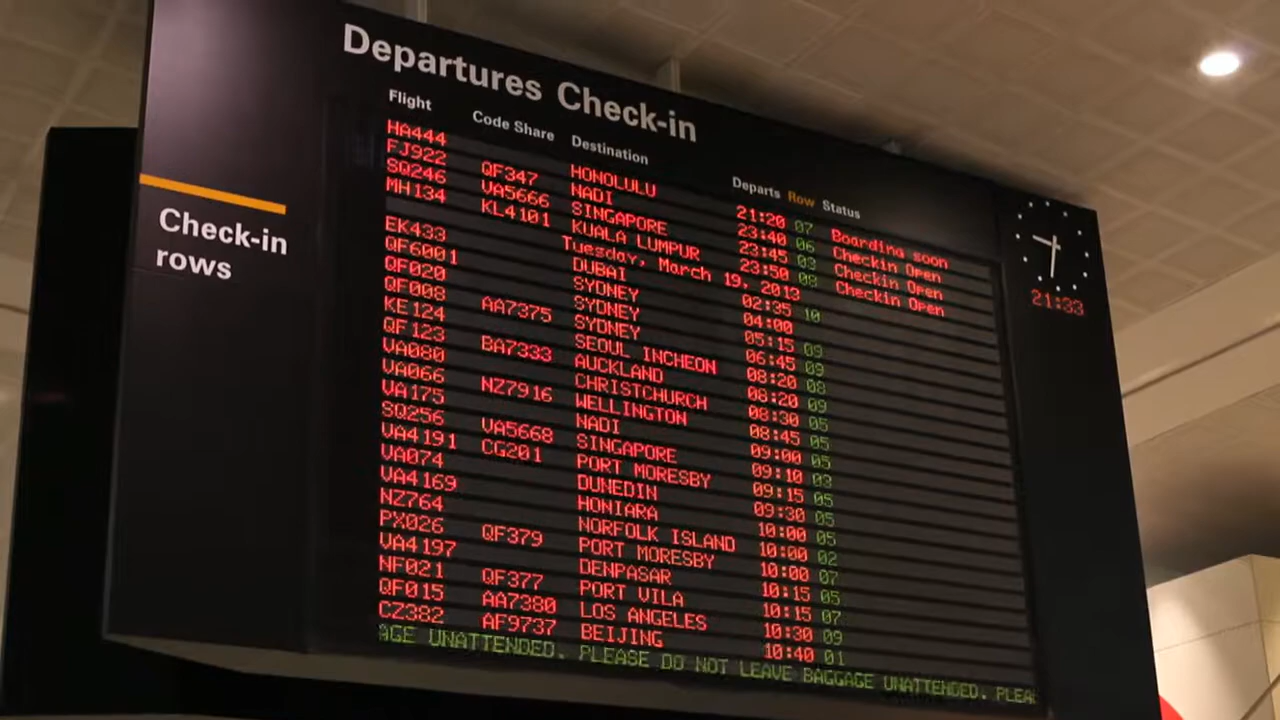 Departures Check-in
Flight Code Share Destination Departs Row Status
HA444 HONOLULU 21:20 07 Boarding soon
FJ922 QF347 NADI 23:40 06 Checkin Open
SQ246 VA5666 SINGAPORE 23:45 03 Checkin Open
MH134 KL4101 KUALA LUMPUR 23:50 08 Checkin Open
Tuesday, March 19, 2013
EK433 DUBAI 02:35 10
QF6001 SYDNEY 04:00
QF020 SYDNEY 05:15 09
QF008 AA7375 SYDNEY 06:45 09
KE124 SEOUL INCHEON 08:20 08
QF123 BA7333 AUCKLAND 08:20 09
VA080 CHRISTCHURCH 08:30 05
VA066 NZ7916 WELLINGTON 08:45 05
VA175 NADI 09:00 05
SQ256 VA5668 SINGAPORE 09:10 03
VA4191 CG201 PORT MORESBY 09:15 05
VA074 DUNEDIN 09:30 05
VA4169 HONIARA 10:00 05
NZ764 NORFOLK ISLAND 10:00 02
PX026 QF379 PORT MORESBY 10:00 07
VA4197 DENPASAR 10:15 05
NF021 QF377 PORT VILA 10:15 07
QF015 AA7380 LOS ANGELES 10:30 09
CZ382 AF9737 BEIJING 10:40 01
AGE UNATTENDED. PLEASE DO NOT LEAVE BAGGAGE UNATTENDED. PLEA
Check-in
rows
21:33